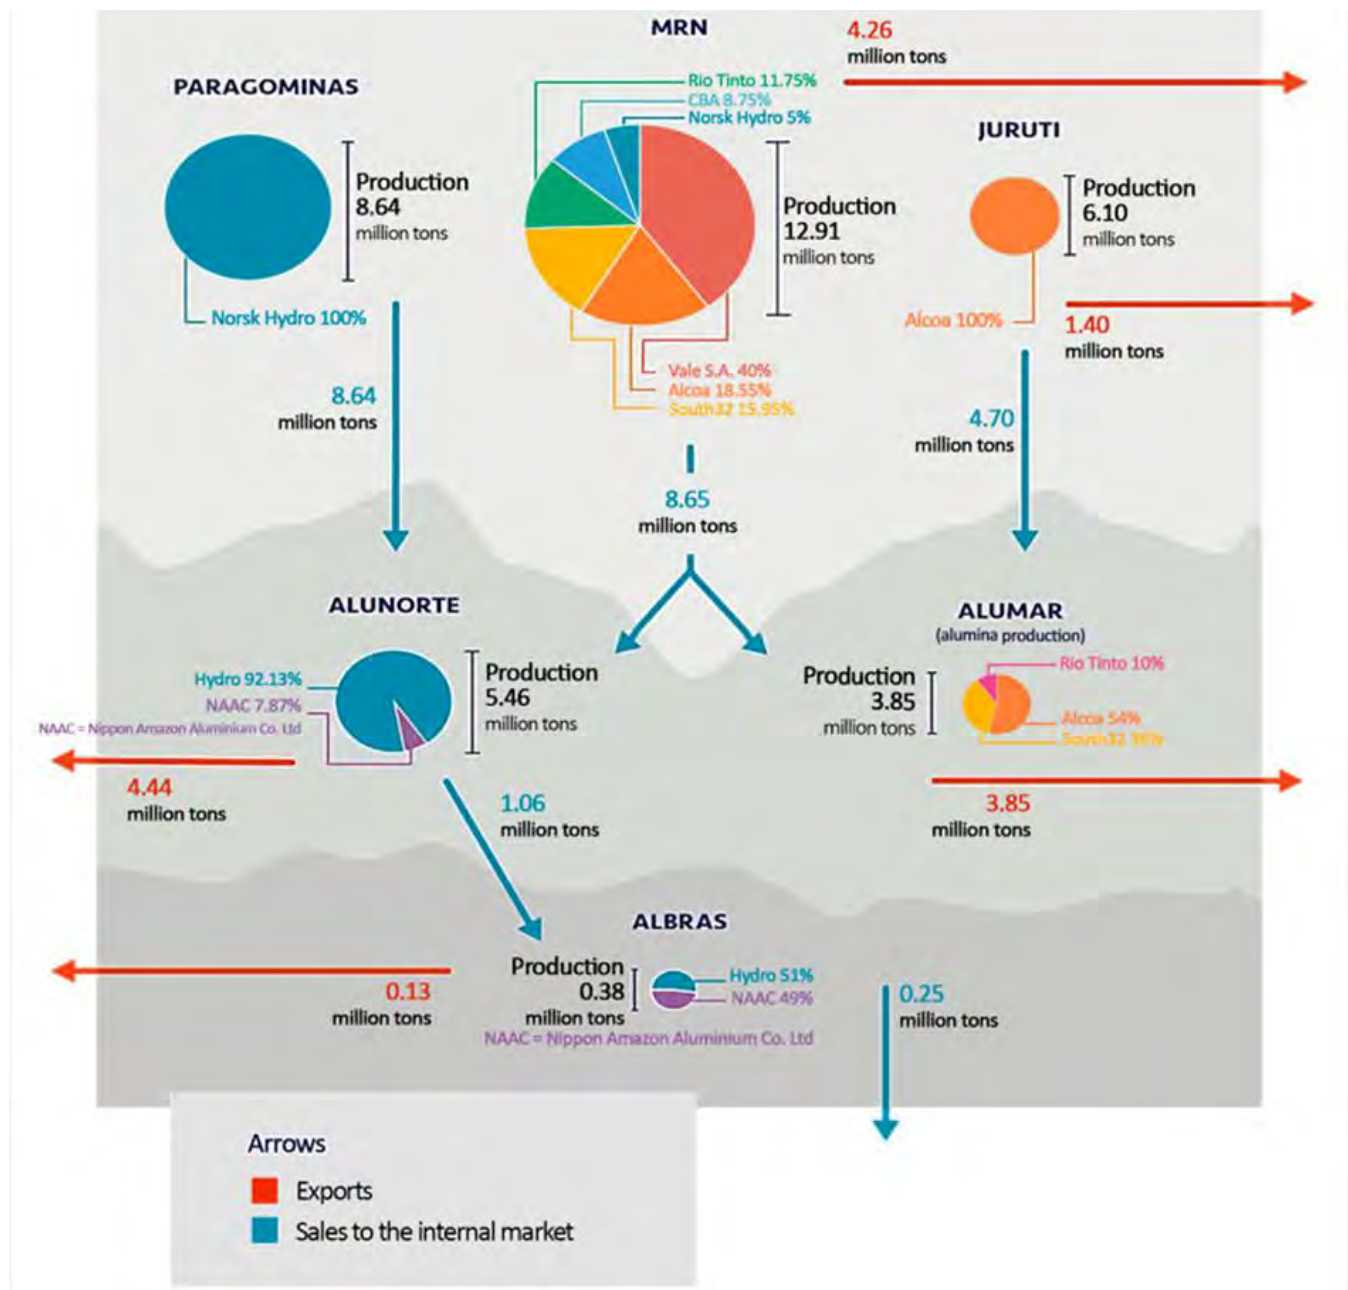 MRN
4.26
million tons
PARAGOMINAS
Rio Tinto 11.75%
CBA 8.75%
Norsk Hydro 5%
JURUTI
Production
8.64
million tons
Production
12.91
million tons
Production
6.10
million tons
Norsk Hydro 100%
Alcoa 100%
1.40
million tons
Vale S.A. 40%
Alcoa 18.55%
South32 15.95%
8.64
million tons
4.70
million tons
8.65
million tons
ALUNORTE
ALUMAR
(alumina production)
Hydro 92.13%
NAAC 7.87%
NAAC = Nippon Amazon Aluminium Co. Ltd
Production
5.46
million tons
Production
3.85
million tons
Rio Tinto 10%
Alcoa 54%
South32 36%
4.44
million tons
1.06
million tons
3.85
million tons
ALBRAS
Production
0.38
million tons
Hydro 51%
NAAC 49%
NAAC = Nippon Amazon Aluminium Co. Ltd
0.13
million tons
0.25
million tons
Arrows
Exports
Sales to the internal market